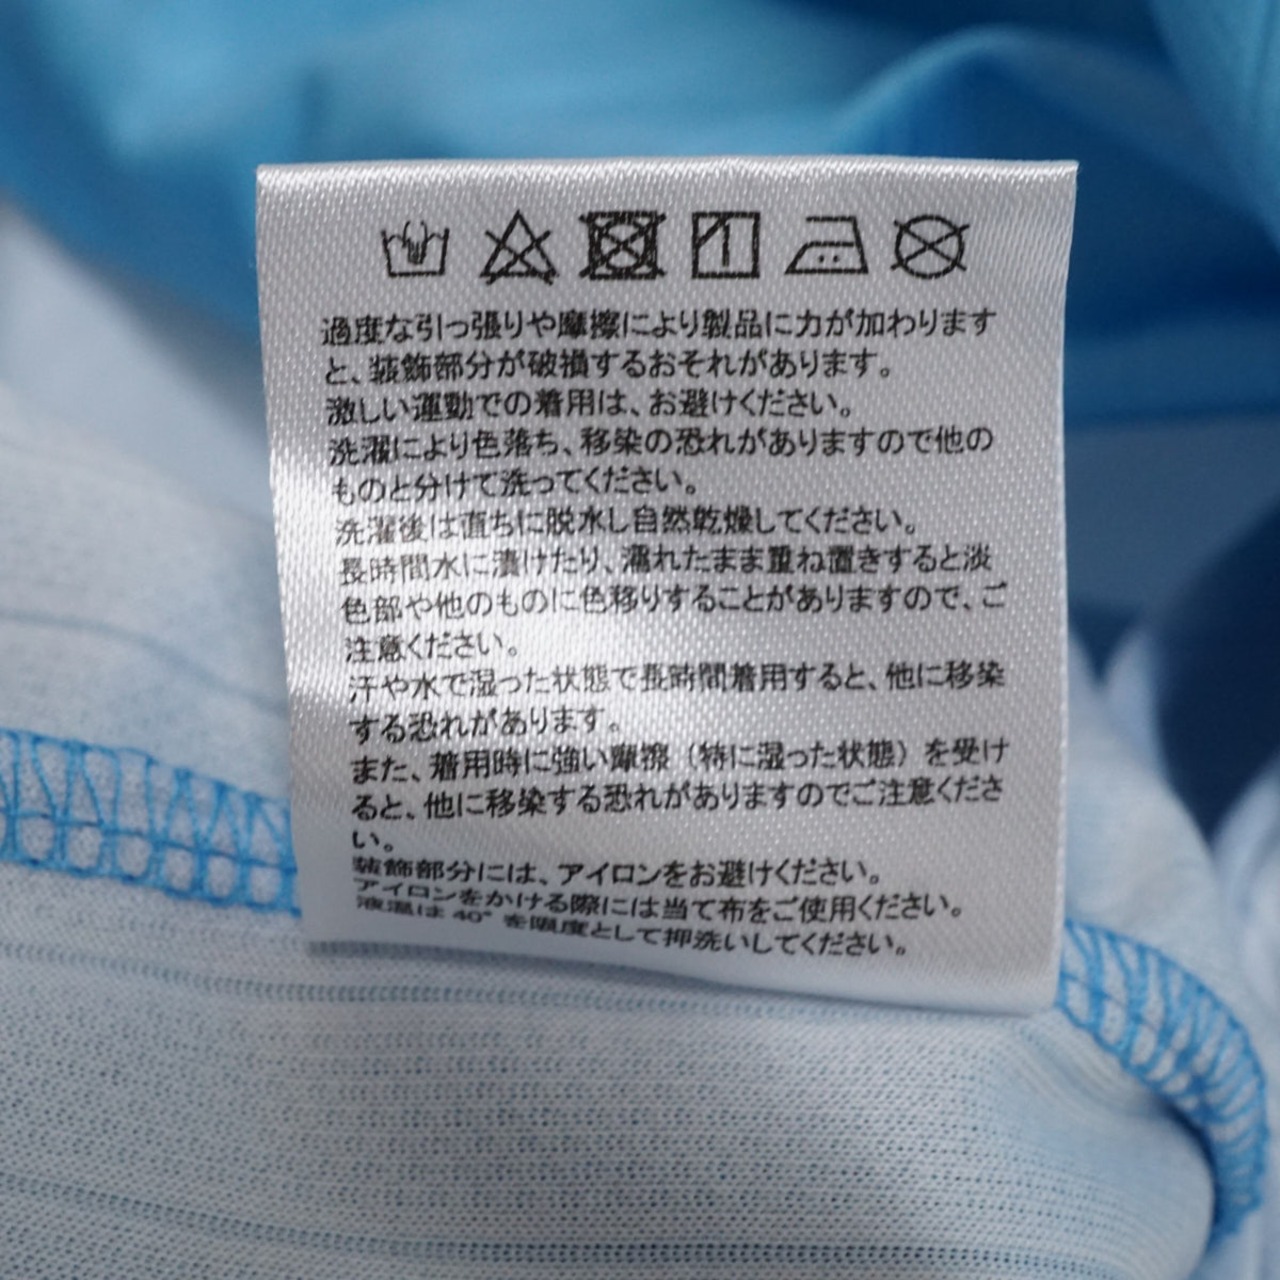 過度な引っ張りや摩擦により製品に力が加わります
と、装飾部分が破損するおそれがあります。
激しい運動での着用は、お避けください。
洗濯により色落ち、移染の恐れがありますので他の
ものと分けて洗ってください。
洗濯後は直ちに脱水し自然乾燥してください。
長時間水に漬けたり、濡れたまま重ね置きすると淡
色部や他のものに色移りすることがありますので、ご
注意ください。
汗や水で湿った状態で長時間着用すると、他に移染
する恐れがあります。
また、着用時に強い摩擦（特に湿った状態）を受け
ると、他に移染する恐れがありますのでご注意くださ
い。
装飾部分には、アイロンをお避けください。
アイロンをかける際には当て布をご使用ください。
液温は 40° を限度として押洗いしてください。